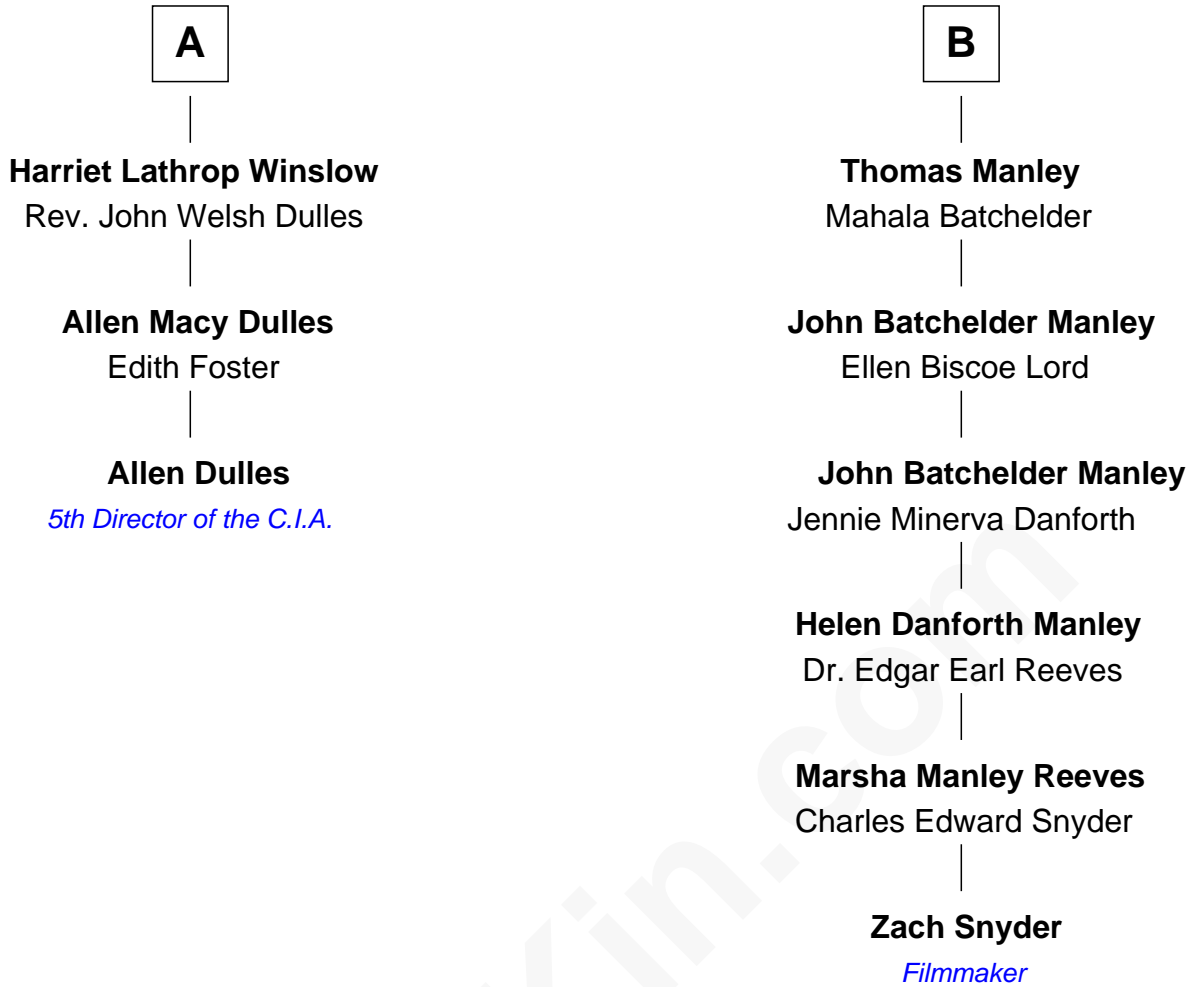 A
Harriet Lathrop Winslow
Rev. John Welsh Dulles
Allen Macy Dulles
Edith Foster
Allen Dulles
5th Director of the C.I.A.
B
Thomas Manley
Mahala Batchelder
John Batchelder Manley
Ellen Biscoe Lord
John Batchelder Manley
Jennie Minerva Danforth
Helen Danforth Manley
Dr. Edgar Earl Reeves
Marsha Manley Reeves
Charles Edward Snyder
Zach Snyder
Filmmaker